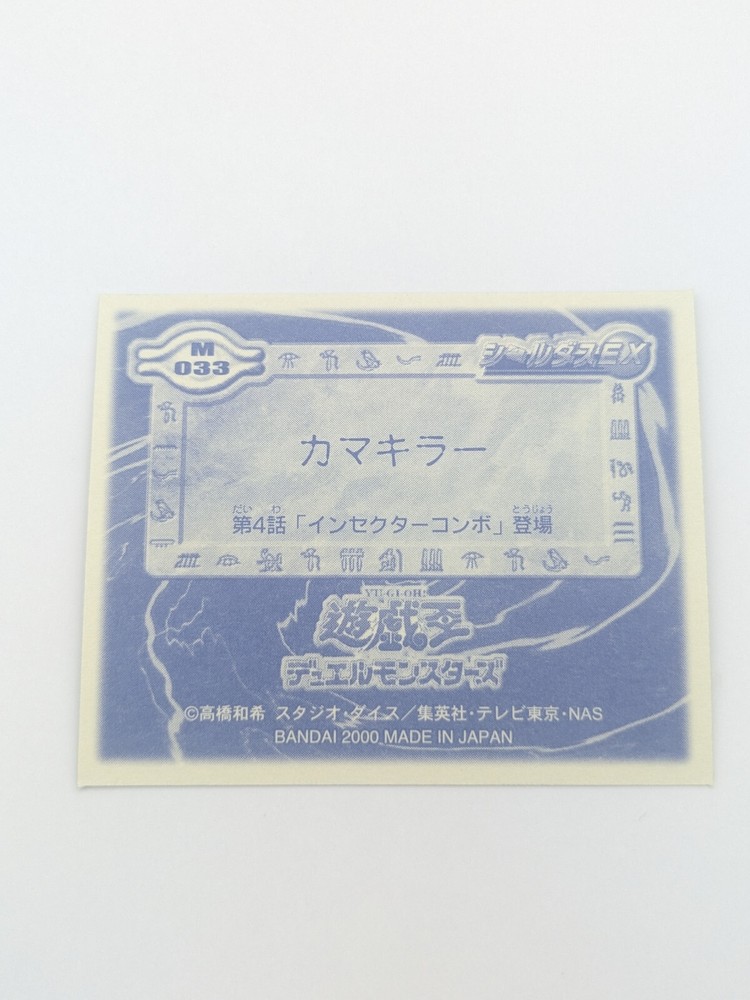 M
033
シールダスEX
カマキラー
だい わ とうじょう
第4話「インセクターコンボ」登場
YU-GI-OH!
遊戯王
デュエルモンスターズ
©高橋和希 スタジオ・ダイス/集英社・テレビ東京・NAS
BANDAI 2000 MADE IN JAPAN